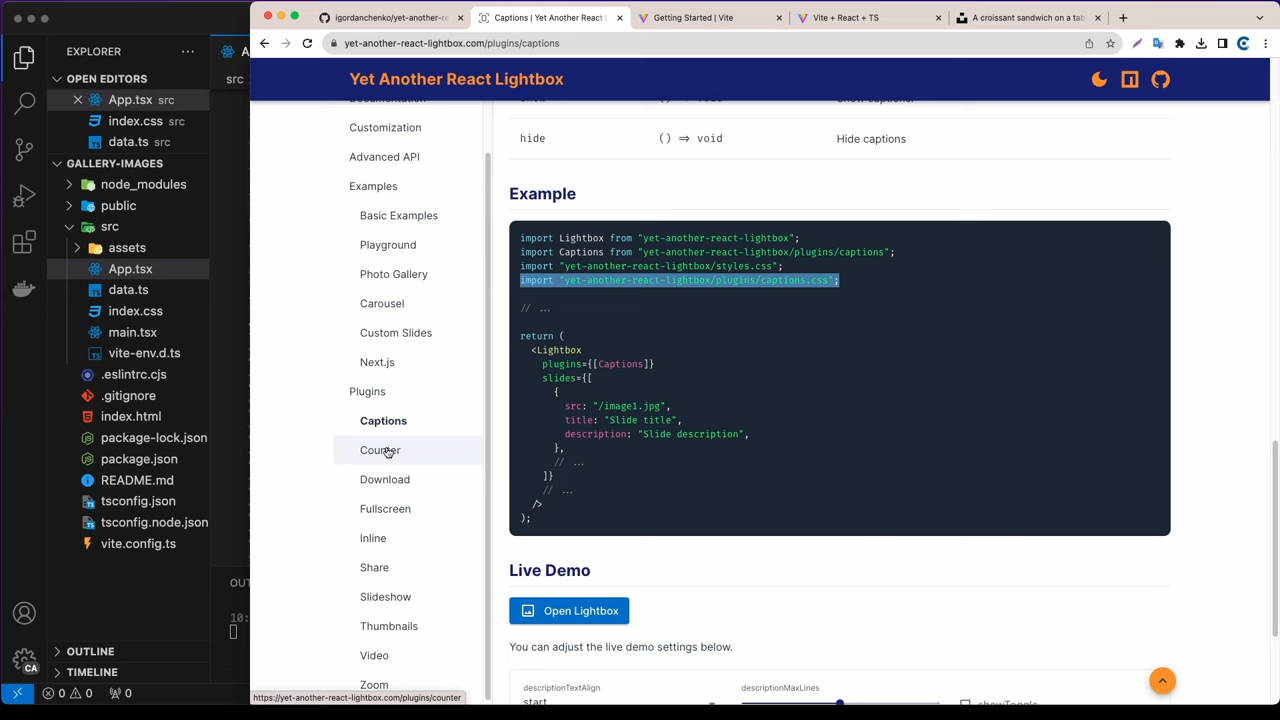 igordanchenko/yet-another-re
Captions | Yet Another React L
Getting Started | Vite
Vite + React + TS
A croissant sandwich on a tab
yet-another-react-lightbox.com/plugins/captions
EXPLORER
OPEN EDITORS
App.tsx src
index.css src
data.ts src
GALLERY-IMAGES
node_modules
public
src
assets
App.tsx
data.ts
index.css
main.tsx
vite-env.d.ts
.eslintrc.cjs
.gitignore
index.html
package-lock.json
package.json
README.md
tsconfig.json
tsconfig.node.json
vite.config.ts
OUTLINE
TIMELINE
CA
0 0 0
A
src
OU
10:
Yet Another React Lightbox
Documentation
Customization
Advanced API
Examples
Basic Examples
Playground
Photo Gallery
Carousel
Custom Slides
Next.js
Plugins
Captions
Counter
Download
Fullscreen
Inline
Share
Slideshow
Thumbnails
Video
Zoom
https://yet-another-react-lightbox.com/plugins/counter
hide () => void Hide captions
Example
import Lightbox from "yet-another-react-lightbox";
import Captions from "yet-another-react-lightbox/plugins/captions";
import "yet-another-react-lightbox/styles.css";
import "yet-another-react-lightbox/plugins/captions.css";
// ...
return (
<Lightbox
plugins={[Captions]}
slides={[
{
src: "/image1.jpg",
title: "Slide title",
description: "Slide description",
},
// ...
]}
// ...
/>
);
Live Demo
Open Lightbox
You can adjust the live demo settings below.
descriptionTextAlign
start
descriptionMaxLines
showToggle